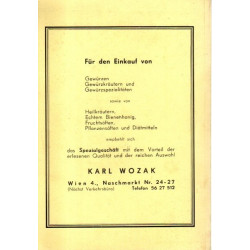 Für den Einkauf von
Gewürzen
Gewürzkräutern und
Gewürzspezialitäten
sowie von
Heilkräutern,
Echtem Bienenhonig,
Fruchtsäften,
Pflanzensäften und Diätmitteln
empfiehlt sich
das Spezialgeschäft mit dem Vorteil der
erlesenen Qualität und der reichen Auswahl
KARL WOZAK
Wien 4., Naschmarkt Nr. 24-27
(Nächst Verkehrsbüro) Telefon 56 27 512